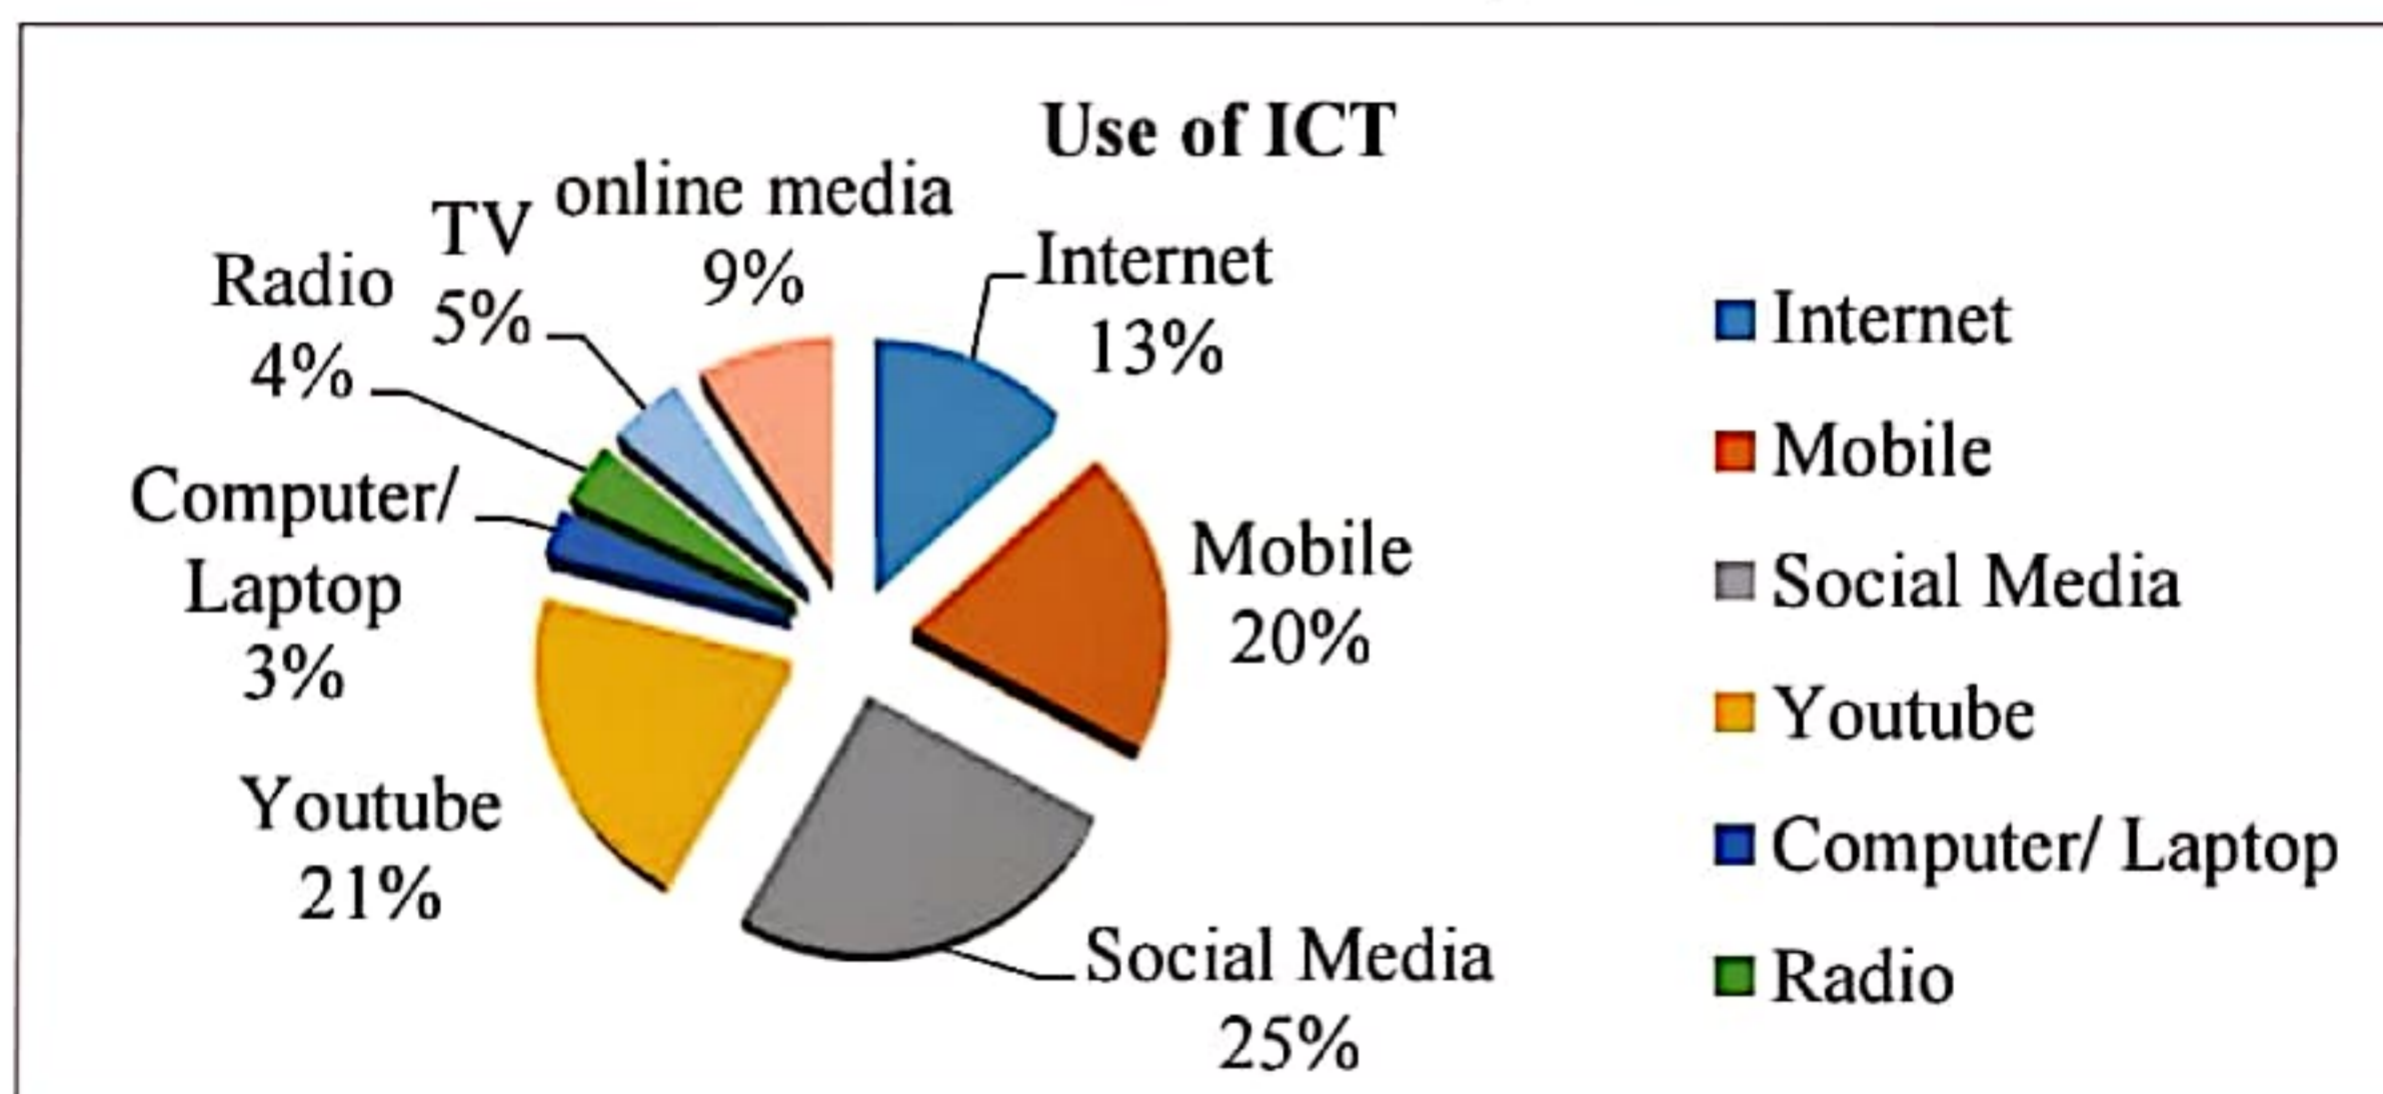 Use of ICT
online media
9%
TV
5%
Radio
4%
Computer/
Laptop
3%
Youtube
21%
Internet
13%
Mobile
20%
Social Media
25%
Internet
Mobile
Social Media
Youtube
Computer/ Laptop
Radio